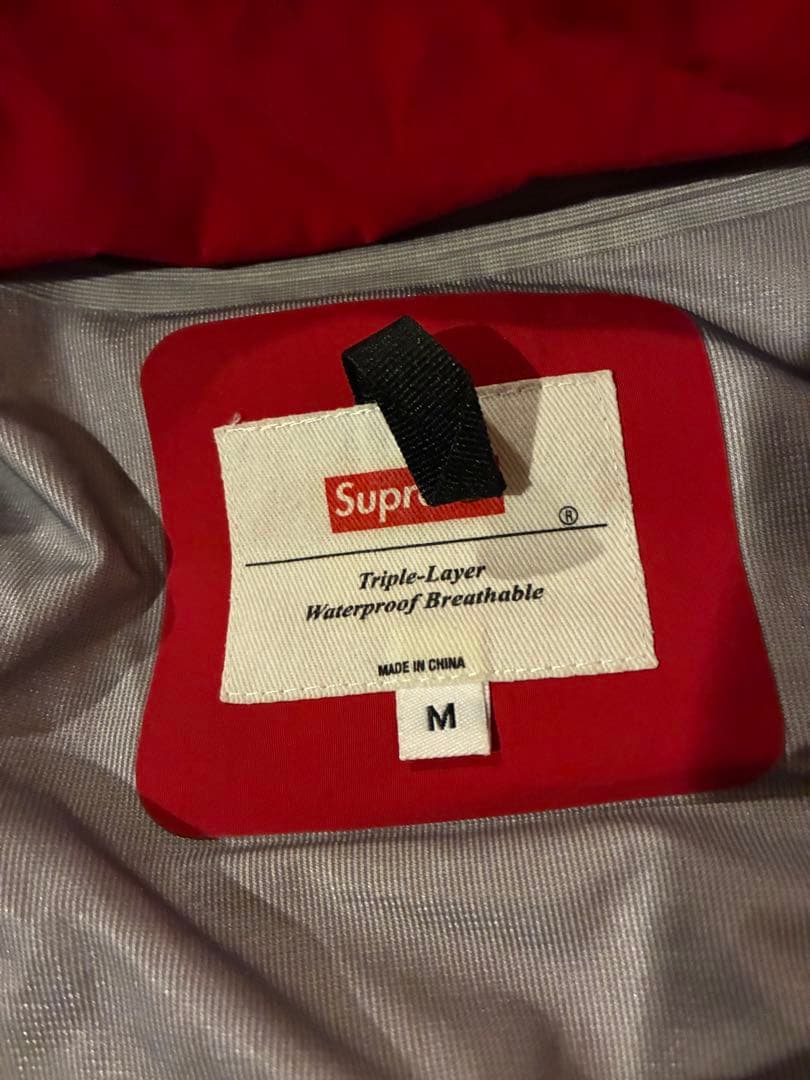 Supr
®
Triple-Layer
Waterproof Breathable
MADE IN CHINA
M